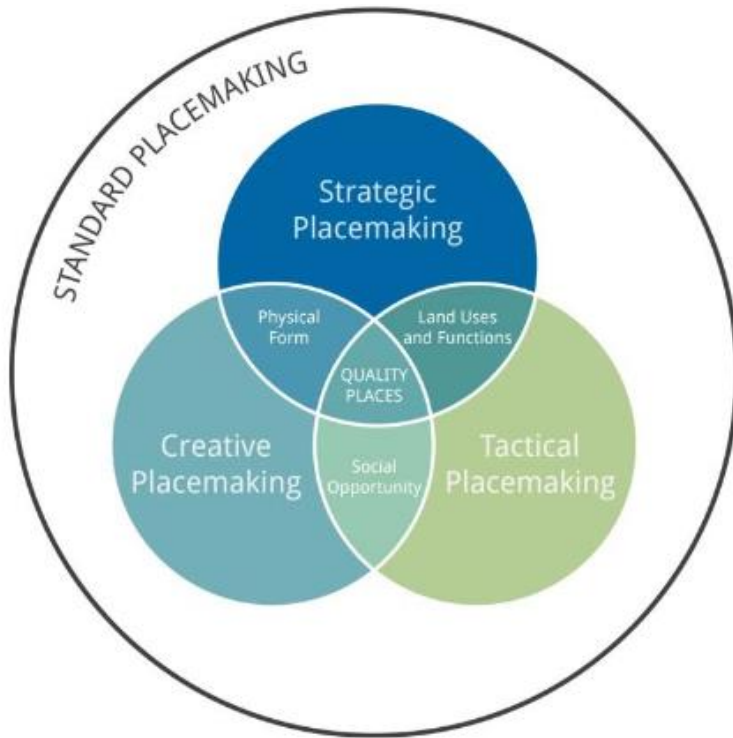 STANDARD PLACEMAKING
Strategic
Placemaking
Physical
Form
Land Uses
and Functions
QUALITY
PLACES
Creative
Placemaking
Social
Opportunity
Tactical
Placemaking